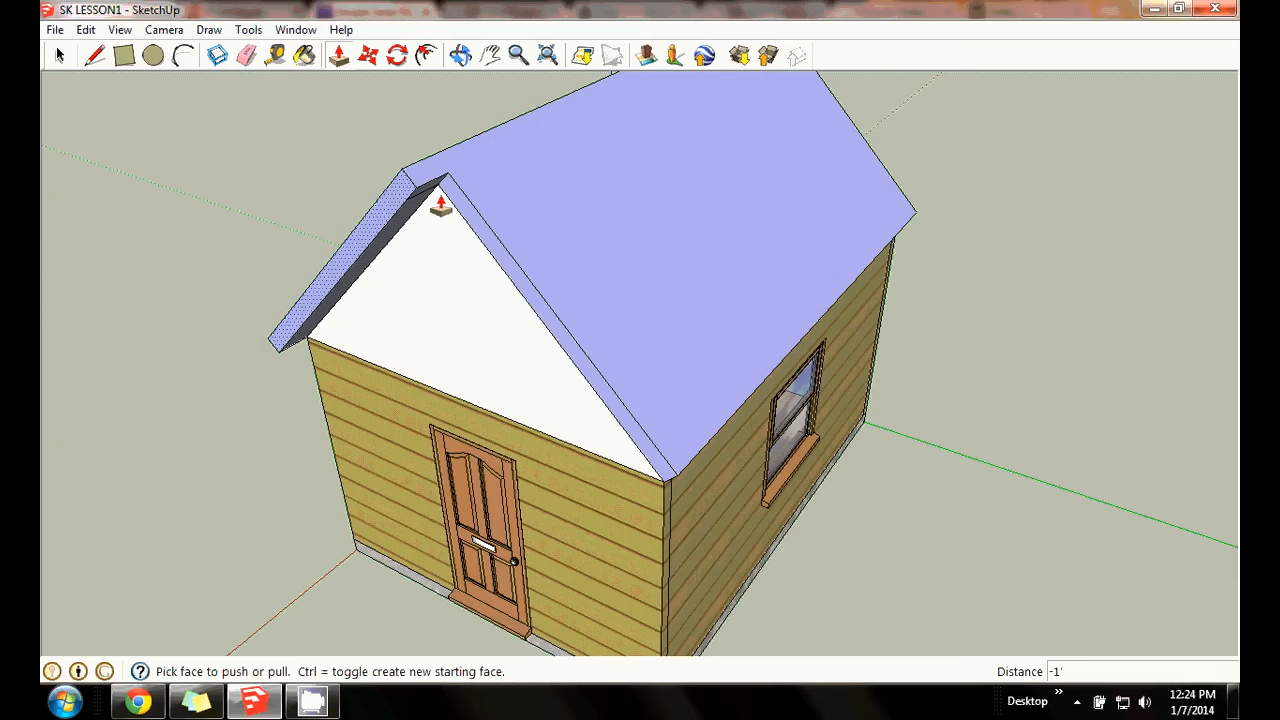 SK LESSON1 - SketchUp
File Edit View Camera Draw Tools Window Help
Pick face to push or pull. Ctrl = toggle create new starting face.
Distance -1'
Desktop
12:24 PM
1/7/2014